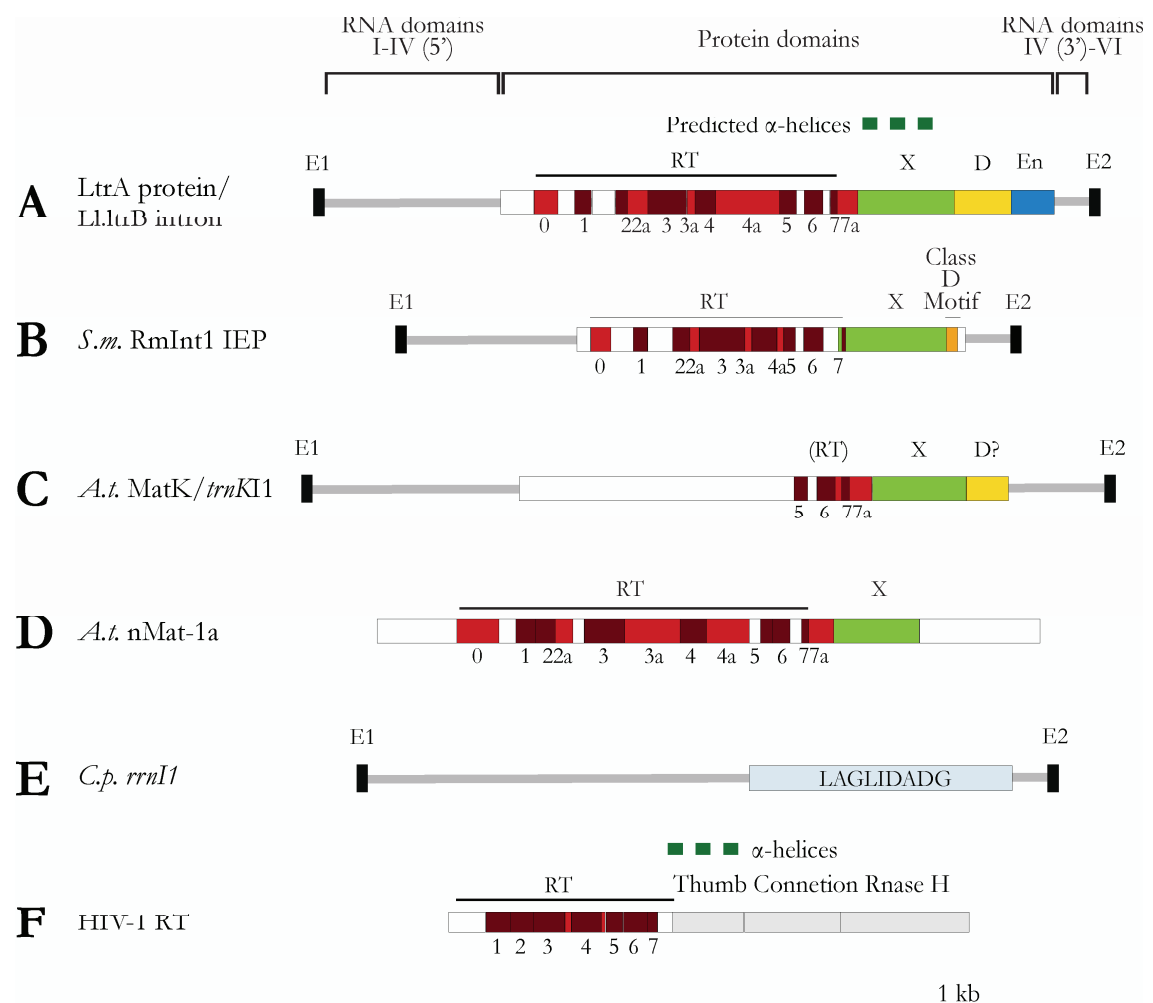 RNA domains
I-IV (5’)
Protein domains
RNA domains
IV (3’)-VI
Predicted α-helices
A
LtrA protein/
Ll.ltrB intron
E1
RT
X
D
En
E2
0 1 22a 3 3a 4 4a 5 6 77a
B
S.m. RmInt1 IEP
E1
RT
X
Class
D
Motif
E2
0 1 22a 3 3a 4a5 6 7
C
A.t. MatK/trnKI1
E1
(RT)
X
D?
E2
5 6 77a
D
A.t. nMat-1a
RT
X
0 1 22a 3 3a 4 4a 5 6 77a
E
C.p. rrnI1
E1
LAGLIDADG
E2
α-helices
F
HIV-1 RT
RT
Thumb Connetion Rnase H
1 2 3 4 5 6 7
1 kb